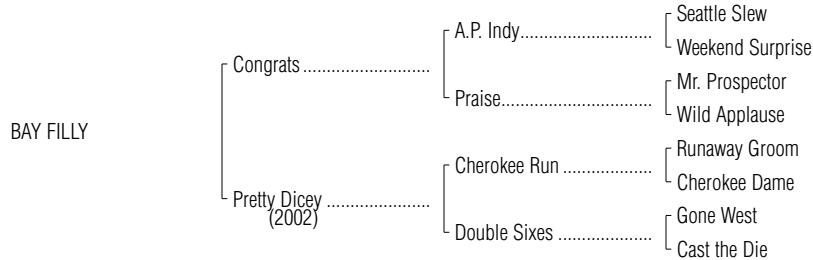 Seattle Slew
A.P. Indy..............................
Weekend Surprise
Congrats ............................
Mr. Prospector
Praise...................................
Wild Applause
BAY FILLY
Runaway Groom
Cherokee Run ....................
Cherokee Dame
Pretty Dicey .......................
(2002)
Gone West
Double Sixes .....................
Cast the Die